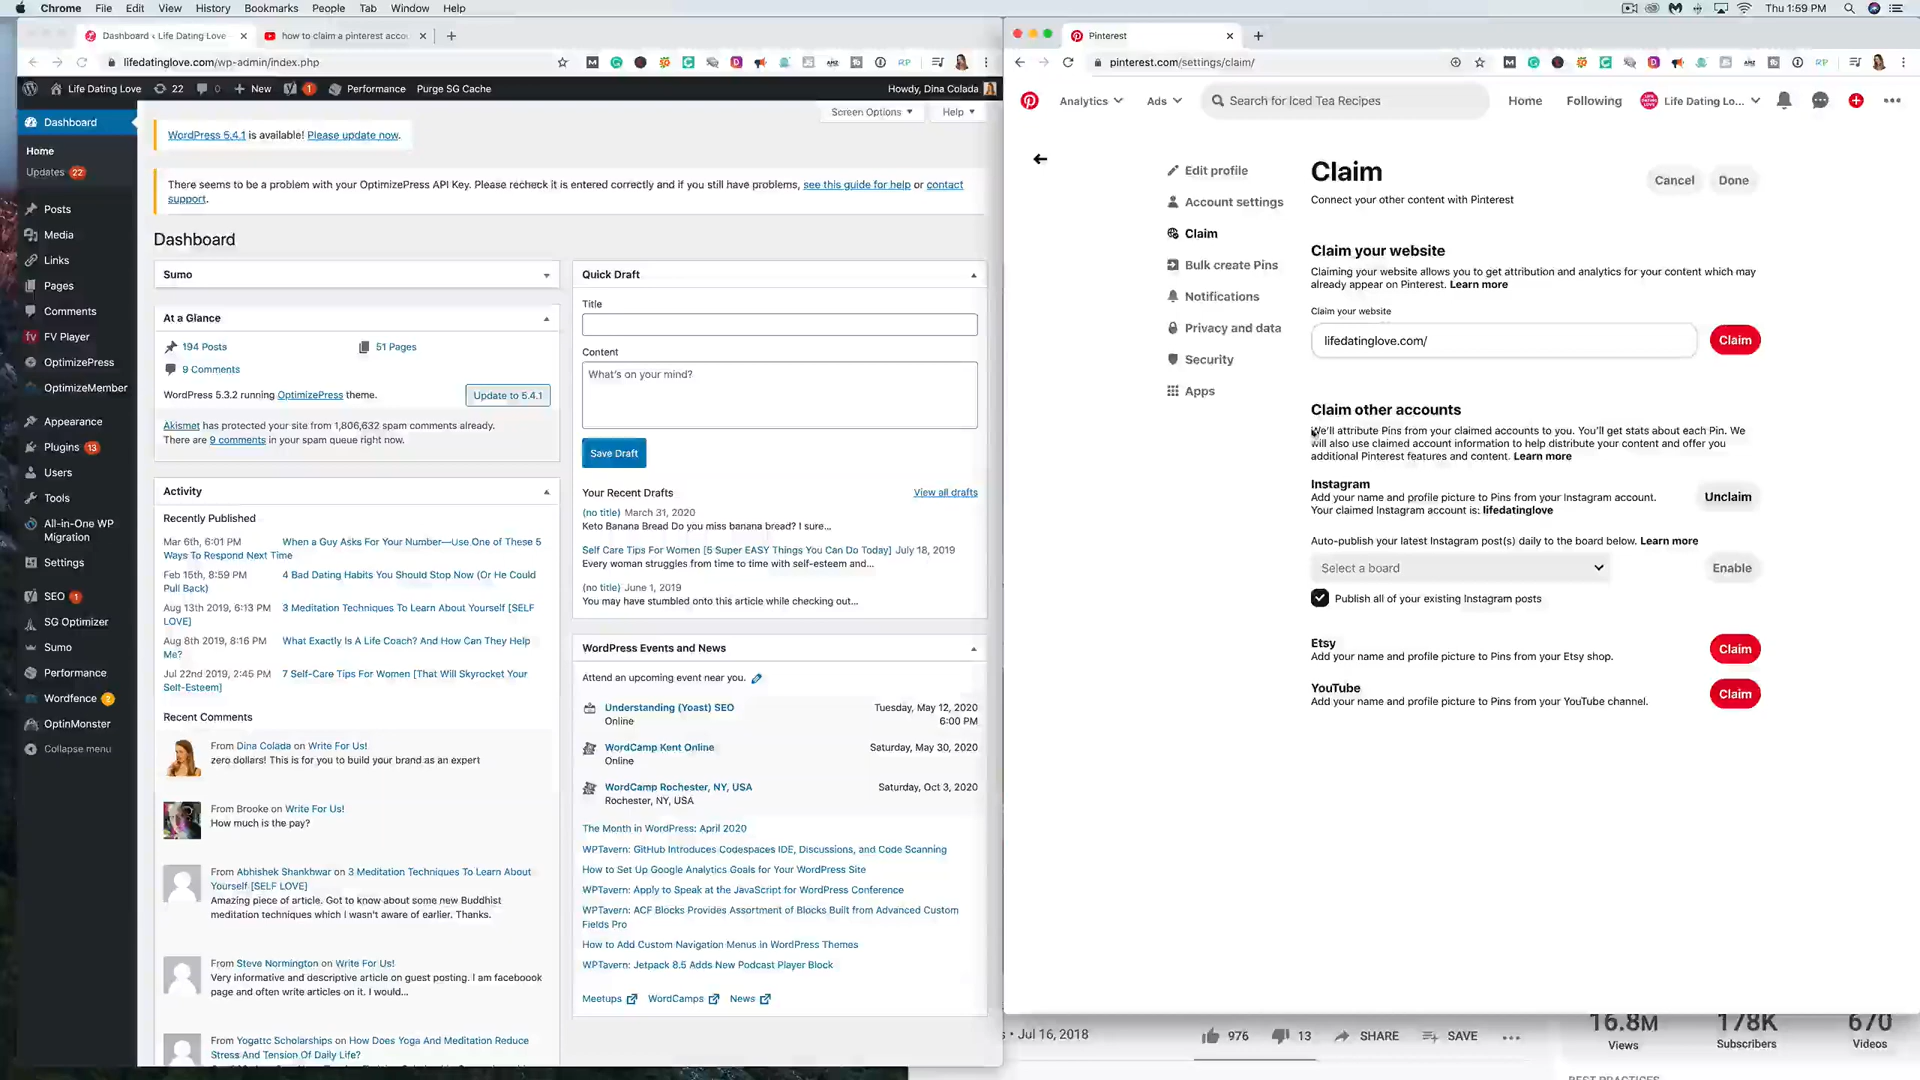 Chrome File Edit View History Bookmarks People Tab Window Help
Thu 1:59 PM
Dashboard ‹ Life Dating Love –
how to claim a pinterest accou
lifedatinglove.com/wp-admin/index.php
Life Dating Love 22 0 New 1 Performance Purge SG Cache
Howdy, Dina Colada
Dashboard
Home
Updates 22
Posts
Media
Links
Pages
Comments
FV Player
OptimizePress
OptimizeMember
Appearance
Plugins 13
Users
Tools
All-in-One WP
Migration
Settings
SEO 1
SG Optimizer
Sumo
Performance
Wordfence 2
OptinMonster
Collapse menu
Screen Options
Help
WordPress 5.4.1 is available! Please update now.
There seems to be a problem with your OptimizePress API Key. Please recheck it is entered correctly and if you still have problems, see this guide for help or contact
support.
Dashboard
Sumo
At a Glance
194 Posts
51 Pages
9 Comments
WordPress 5.3.2 running OptimizePress theme.
Update to 5.4.1
Akismet has protected your site from 1,806,632 spam comments already.
There are 9 comments in your spam queue right now.
Activity
Recently Published
Mar 6th, 6:01 PM When a Guy Asks For Your Number—Use One of These 5
Ways To Respond Next Time
Feb 15th, 8:59 PM 4 Bad Dating Habits You Should Stop Now (Or He Could
Pull Back)
Aug 13th 2019, 6:13 PM 3 Meditation Techniques To Learn About Yourself [SELF
LOVE]
Aug 8th 2019, 8:16 PM What Exactly Is A Life Coach? And How Can They Help
Me?
Jul 22nd 2019, 2:45 PM 7 Self-Care Tips For Women [That Will Skyrocket Your
Self-Esteem]
Recent Comments
From Dina Colada on Write For Us!
zero dollars! This is for you to build your brand as an expert
From Brooke on Write For Us!
How much is the pay?
From Abhishek Shankhwar on 3 Meditation Techniques To Learn About
Yourself [SELF LOVE]
Amazing piece of article. Got to know about some new Buddhist
meditation techniques which I wasn't aware of earlier. Thanks.
From Steve Normington on Write For Us!
Very informative and descriptive article on guest posting. I am faceboook
page and often write articles on it. I would...
From Yogattc Scholarships on How Does Yoga And Meditation Reduce
Stress And Tension Of Daily Life?
Quick Draft
Title
Content
What's on your mind?
Save Draft
Your Recent Drafts
View all drafts
(no title) March 31, 2020
Keto Banana Bread Do you miss banana bread? I sure...
Self Care Tips For Women [5 Super EASY Things You Can Do Today] July 18, 2019
Every woman struggles from time to time with self-esteem and...
(no title) June 1, 2019
You may have stumbled onto this article while checking out...
WordPress Events and News
Attend an upcoming event near you.
Understanding (Yoast) SEO
Online
Tuesday, May 12, 2020
6:00 PM
WordCamp Kent Online
Online
Saturday, May 30, 2020
WordCamp Rochester, NY, USA
Rochester, NY, USA
Saturday, Oct 3, 2020
The Month in WordPress: April 2020
WPTavern: GitHub Introduces Codespaces IDE, Discussions, and Code Scanning
How to Set Up Google Analytics Goals for Your WordPress Site
WPTavern: Apply to Speak at the JavaScript for WordPress Conference
WPTavern: ACF Blocks Provides Assortment of Blocks Built from Advanced Custom
Fields Pro
How to Add Custom Navigation Menus in WordPress Themes
WPTavern: Jetpack 8.5 Adds New Podcast Player Block
Meetups WordCamps News
Pinterest
pinterest.com/settings/claim/
Analytics
Ads
Search for Iced Tea Recipes
Home
Following
Life Dating Lo...
Edit profile
Account settings
Claim
Bulk create Pins
Notifications
Privacy and data
Security
Apps
Claim
Cancel
Done
Connect your other content with Pinterest
Claim your website
Claiming your website allows you to get attribution and analytics for your content which may
already appear on Pinterest. Learn more
Claim your website
lifedatinglove.com/
Claim
Claim other accounts
We'll attribute Pins from your claimed accounts to you. You'll get stats about each Pin. We
will also use claimed account information to help distribute your content and offer you
additional Pinterest features and content. Learn more
Instagram
Add your name and profile picture to Pins from your Instagram account.
Your claimed Instagram account is: lifedatinglove
Unclaim
Auto-publish your latest Instagram post(s) daily to the board below. Learn more
Select a board
Enable
Publish all of your existing Instagram posts
Etsy
Add your name and profile picture to Pins from your Etsy shop.
Claim
YouTube
Add your name and profile picture to Pins from your YouTube channel.
Claim
s • Jul 16, 2018
976
13
SHARE
SAVE
16.8M
Views
178K
Subscribers
670
Videos